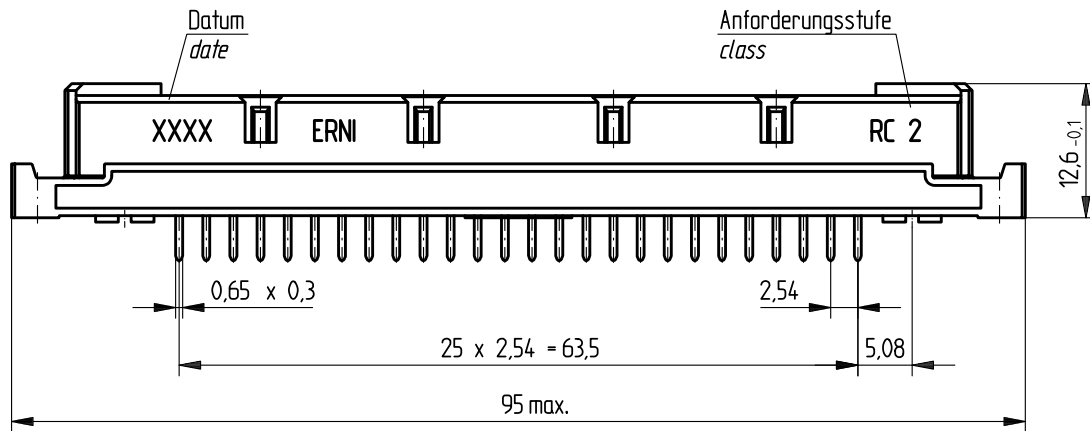 Datum
date
Anforderungsstufe
class
XXXX
ERNI
RC 2
12,6 -0,1
0,65 x 0,3
2,54
25 x 2,54 = 63,5
5,08
95 max.